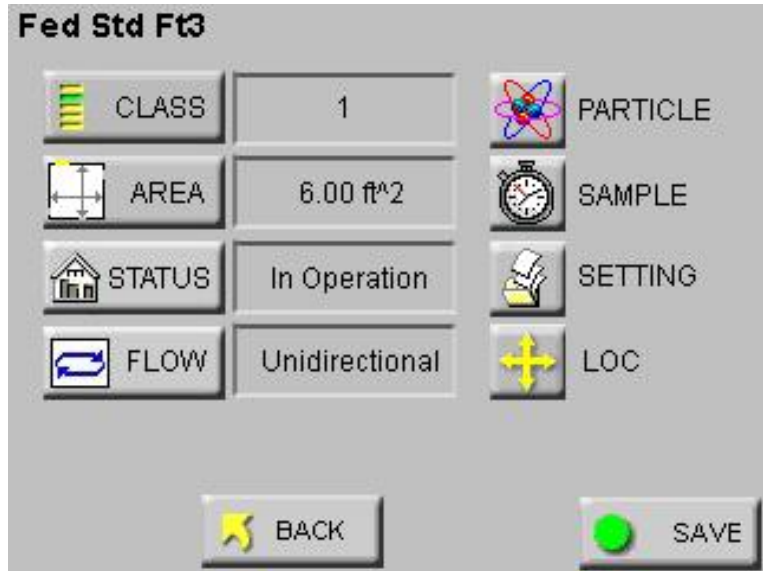 Fed Std Ft3
CLASS 1 PARTICLE
AREA 6.00 ft^2 SAMPLE
STATUS In Operation SETTING
FLOW Unidirectional LOC
BACK SAVE